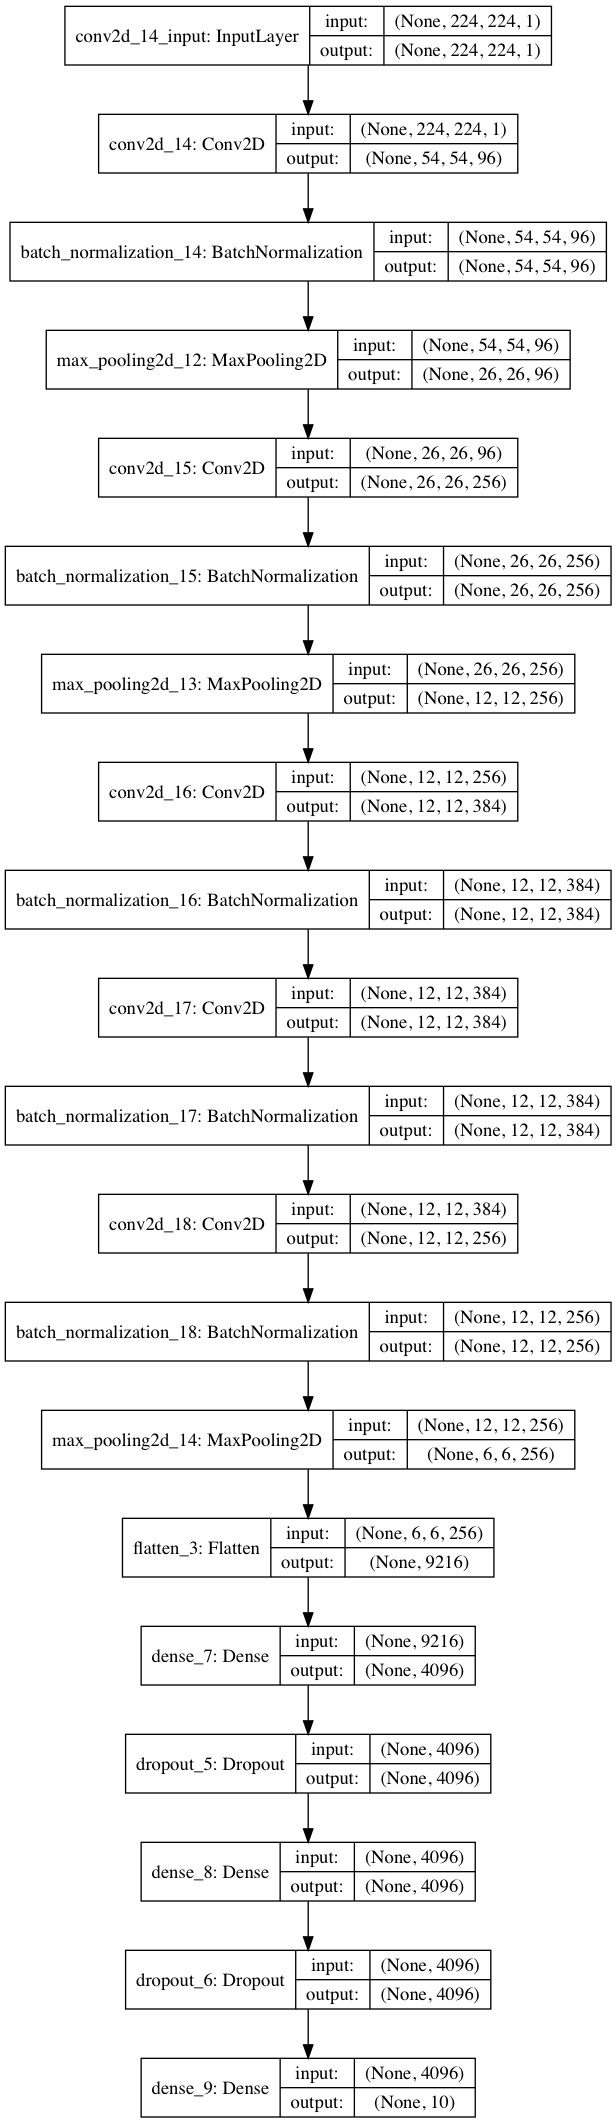 conv2d_14_input: InputLayer
input: (None, 224, 224, 1)
output: (None, 224, 224, 1)
conv2d_14: Conv2D
input: (None, 224, 224, 1)
output: (None, 54, 54, 96)
batch_normalization_14: BatchNormalization
input: (None, 54, 54, 96)
output: (None, 54, 54, 96)
max_pooling2d_12: MaxPooling2D
input: (None, 54, 54, 96)
output: (None, 26, 26, 96)
conv2d_15: Conv2D
input: (None, 26, 26, 96)
output: (None, 26, 26, 256)
batch_normalization_15: BatchNormalization
input: (None, 26, 26, 256)
output: (None, 26, 26, 256)
max_pooling2d_13: MaxPooling2D
input: (None, 26, 26, 256)
output: (None, 12, 12, 256)
conv2d_16: Conv2D
input: (None, 12, 12, 256)
output: (None, 12, 12, 384)
batch_normalization_16: BatchNormalization
input: (None, 12, 12, 384)
output: (None, 12, 12, 384)
conv2d_17: Conv2D
input: (None, 12, 12, 384)
output: (None, 12, 12, 384)
batch_normalization_17: BatchNormalization
input: (None, 12, 12, 384)
output: (None, 12, 12, 384)
conv2d_18: Conv2D
input: (None, 12, 12, 384)
output: (None, 12, 12, 256)
batch_normalization_18: BatchNormalization
input: (None, 12, 12, 256)
output: (None, 12, 12, 256)
max_pooling2d_14: MaxPooling2D
input: (None, 12, 12, 256)
output: (None, 6, 6, 256)
flatten_3: Flatten
input: (None, 6, 6, 256)
output: (None, 9216)
dense_7: Dense
input: (None, 9216)
output: (None, 4096)
dropout_5: Dropout
input: (None, 4096)
output: (None, 4096)
dense_8: Dense
input: (None, 4096)
output: (None, 4096)
dropout_6: Dropout
input: (None, 4096)
output: (None, 4096)
dense_9: Dense
input: (None, 4096)
output: (None, 10)